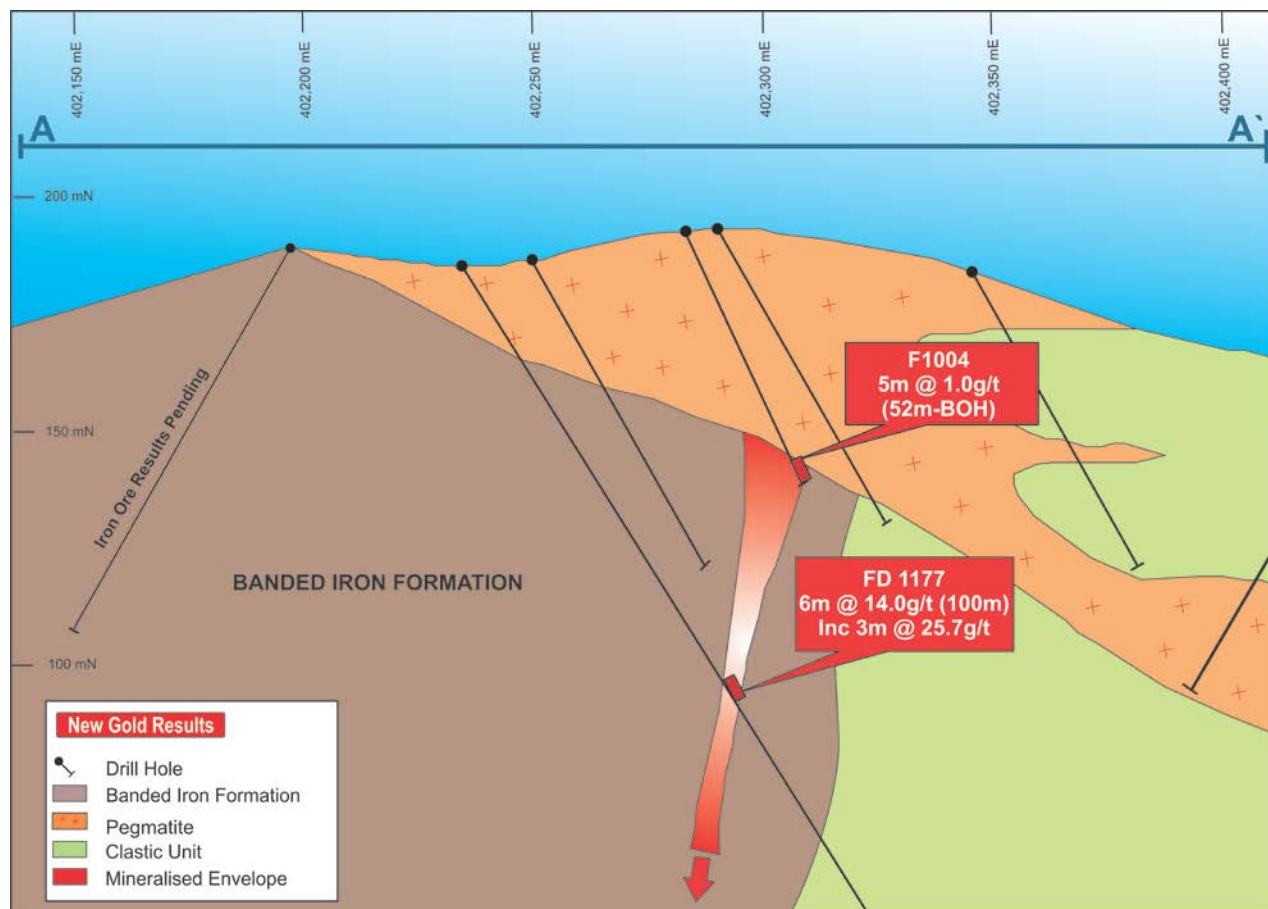 402,150 mE
402,200 mE
402,250 mE
402,300 mE
402,350 mE
402,400 mE
A
A`
200 mN
150 mN
100 mN
Iron Ore Results Pending
BANDED IRON FORMATION
F1004
5m @ 1.0g/t
(52m-BOH)
FD 1177
6m @ 14.0g/t (100m)
Inc 3m @ 25.7g/t
New Gold Results
Drill Hole
Banded Iron Formation
Pegmatite
Clastic Unit
Mineralised Envelope